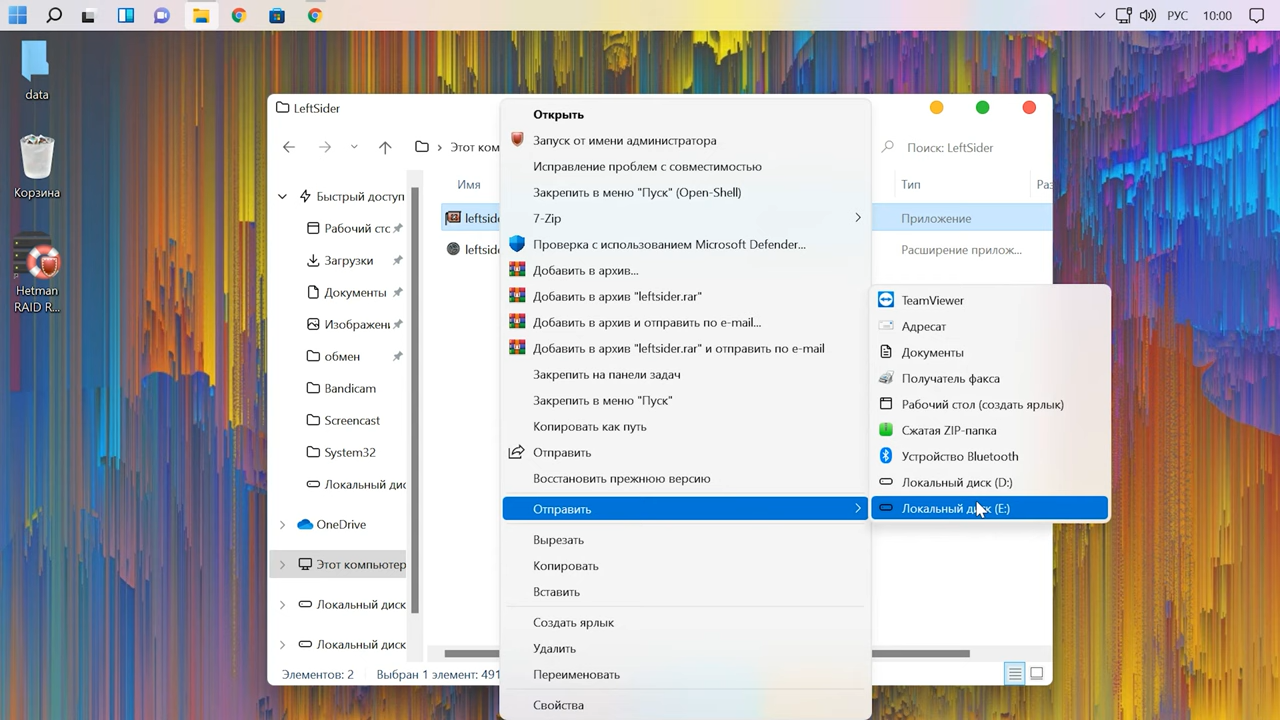 РУС
10:00
data
Корзина
Hetman
RAID R...
LeftSider
Этот ком
Поиск: LeftSider
Имя
Тип
Раз
Быстрый доступ
Рабочий стс
Загрузки
Документы
Изображени
обмен
Bandicam
Screencast
System32
Локальный дис
OneDrive
Этот компьютер
Локальный диск
Локальный диск
leftside
Приложение
leftside
Расширение прилож...
Элементов: 2
Выбран 1 элемент: 491
Открыть
Запуск от имени администратора
Исправление проблем с совместимостью
Закрепить в меню "Пуск" (Open-Shell)
7-Zip
Проверка с использованием Microsoft Defender...
Добавить в архив...
Добавить в архив "leftsider.rar"
Добавить в архив и отправить по e-mail...
Добавить в архив "leftsider.rar" и отправить по e-mail
Закрепить на панели задач
Закрепить в меню "Пуск"
Копировать как путь
Отправить
Восстановить прежнюю версию
Отправить
Вырезать
Копировать
Вставить
Создать ярлык
Удалить
Переименовать
Свойства
TeamViewer
Адресат
Документы
Получатель факса
Рабочий стол (создать ярлык)
Сжатая ZIP-папка
Устройство Bluetooth
Локальный диск (D:)
Локальный диск (E:)